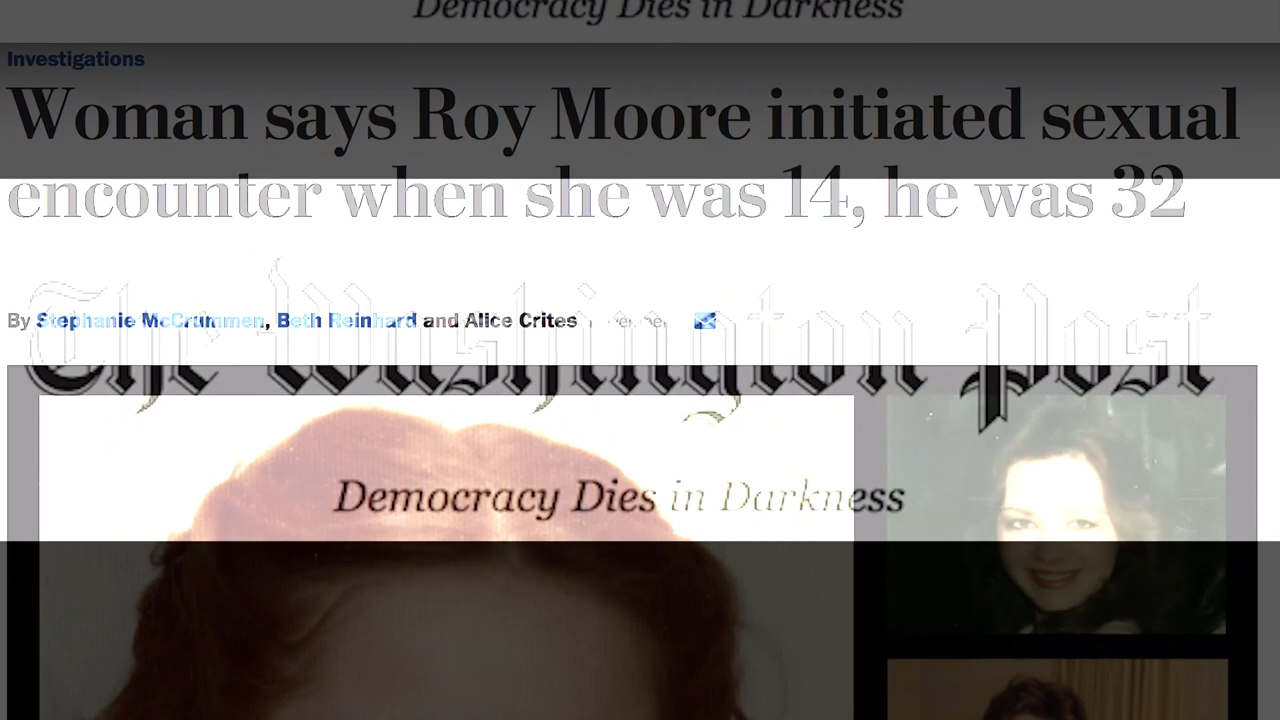 Democracy Dies in Darkness
Investigations
Woman says Roy Moore initiated sexual
encounter when she was 14, he was 32
By Stephanie McCrummen, Beth Reinhard and Alice Crites
The Washington Post
Democracy Dies in Darkness